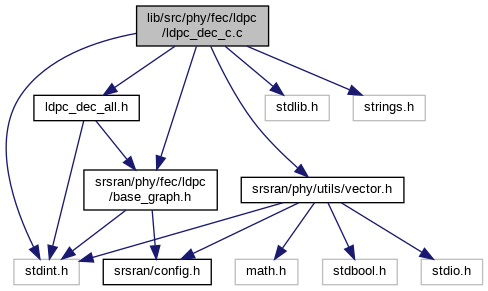 lib/src/phy/fec/ldpc
/ldpc_dec_c.c
ldpc_dec_all.h
stdlib.h
strings.h
srsran/phy/fec/ldpc
/base_graph.h
srsran/phy/utils/vector.h
stdint.h
srsran/config.h
math.h
stdbool.h
stdio.h